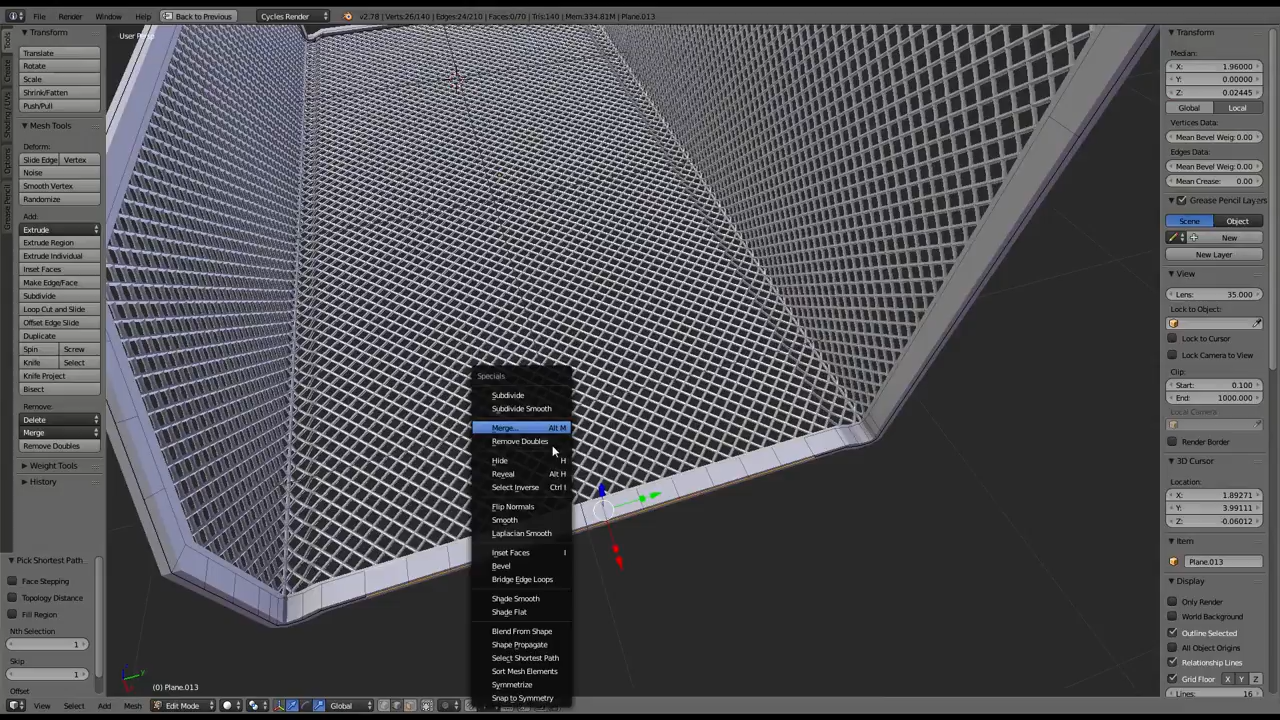 File Render Window Help Back to Previous Cycles Render v2.78 | Verts:26/140 | Edges:24/210 | Faces:0/70 | Tris:140 | Mem:334.81M | Plane.013
User Persp
Tools
Create
Shading / UVs
Options
Grease Pencil
Transform
Translate
Rotate
Scale
Shrink/Fatten
Push/Pull
Mesh Tools
Deform:
Slide Edge Vertex
Noise
Smooth Vertex
Randomize
Add:
Extrude
Extrude Region
Extrude Individual
Inset Faces
Make Edge/Face
Subdivide
Loop Cut and Slide
Offset Edge Slide
Duplicate
Spin Screw
Knife Select
Knife Project
Bisect
Remove:
Delete
Merge
Remove Doubles
Weight Tools
History
Pick Shortest Path
Face Stepping
Topology Distance
Fill Region
Nth Selection
1
Skip
1
Offset
Specials
Subdivide
Subdivide Smooth
Merge... Alt M
Remove Doubles
Hide H
Reveal Alt H
Select Inverse Ctrl I
Flip Normals
Smooth
Laplacian Smooth
Inset Faces I
Bevel
Bridge Edge Loops
Shade Smooth
Shade Flat
Blend From Shape
Shape Propagate
Select Shortest Path
Sort Mesh Elements
Symmetrize
Snap to Symmetry
Transform
Median:
X: 1.96000
Y: 0.00000
Z: 0.02445
Global Local
Vertices Data:
Mean Bevel Weig: 0.00
Edges Data:
Mean Bevel Weig: 0.00
Mean Crease: 0.00
Grease Pencil Layers
Scene Object
New
New Layer
View
Lens: 35.000
Lock to Object:
Lock to Cursor
Lock Camera to View
Clip:
Start: 0.100
End: 1000.000
Local Camera:
Render Border
3D Cursor
Location:
X: 1.89271
Y: 3.99111
Z: -0.06012
Item
Plane.013
Display
Only Render
World Background
Outline Selected
All Object Origins
Relationship Lines
Grid Floor X Y Z
Lines: 16
z y
(0) Plane.013
View Select Add Mesh Edit Mode Global